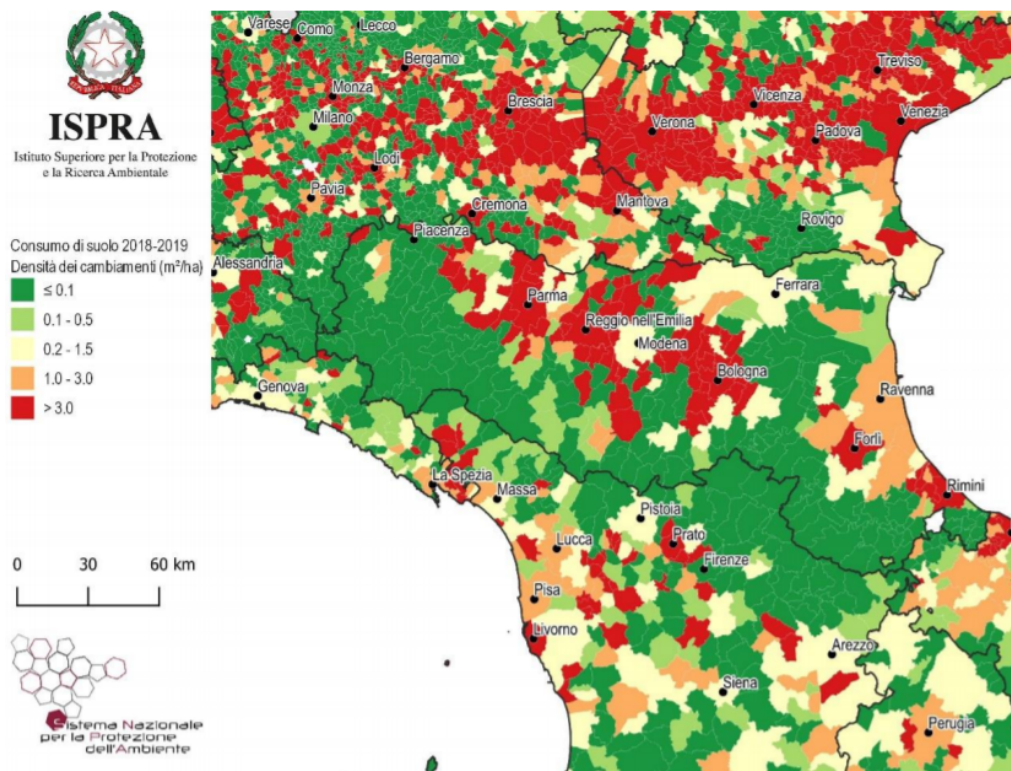 REPVBBLICA ITALIANA
ISPRA
Istituto Superiore per la Protezione
e la Ricerca Ambientale
Consumo di suolo 2018-2019
Densità dei cambiamenti (m²/ha)
≤ 0.1
0.1 - 0.5
0.2 - 1.5
1.0 - 3.0
> 3.0
0 30 60 km
Sistema Nazionale
per la Protezione
dell'Ambiente
Varese
Como
Lecco
Bergamo
Monza
Milano
Brescia
Lodi
Pavia
Cremona
Piacenza
Mantova
Verona
Vicenza
Treviso
Padova
Venezia
Rovigo
Alessandria
Parma
Ferrara
Reggio nell'Emilia
Modena
Bologna
Genova
Ravenna
Forlì
Rimini
La Spezia
Massa
Pistoia
Prato
Lucca
Firenze
Pisa
Livorno
Arezzo
Siena
Perugia